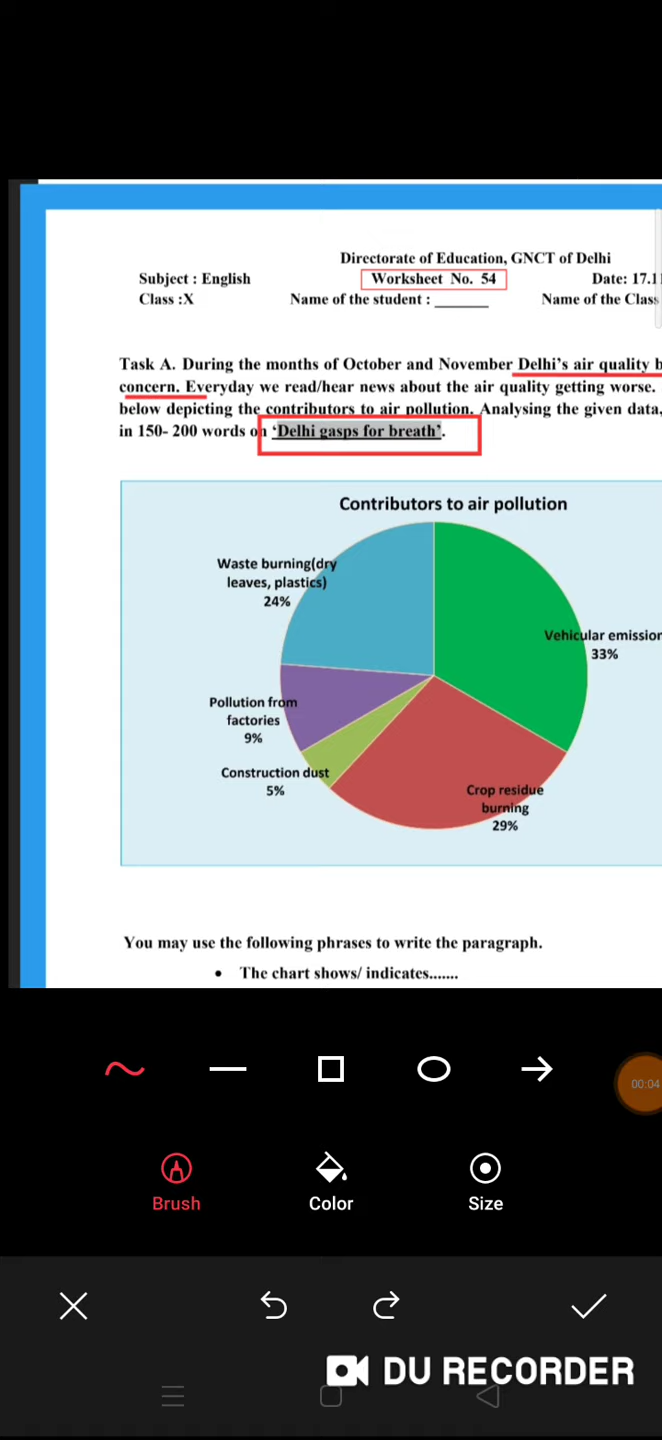 Directorate of Education, GNCT of Delhi
Subject : English Worksheet No. 54 Date: 17.1
Class :X Name of the student : _______ Name of the Class
Task A. During the months of October and November Delhi's air quality b
concern. Everyday we read/hear news about the air quality getting worse.
below depicting the contributors to air pollution. Analysing the given data,
in 150- 200 words on ‘Delhi gasps for breath’.
Contributors to air pollution
Waste burning(dry
leaves, plastics)
24%
Vehicular emission
33%
Pollution from
factories
9%
Construction dust
5%
Crop residue
burning
29%
You may use the following phrases to write the paragraph.
• The chart shows/ indicates.......
00:04
Brush Color Size
DU RECORDER